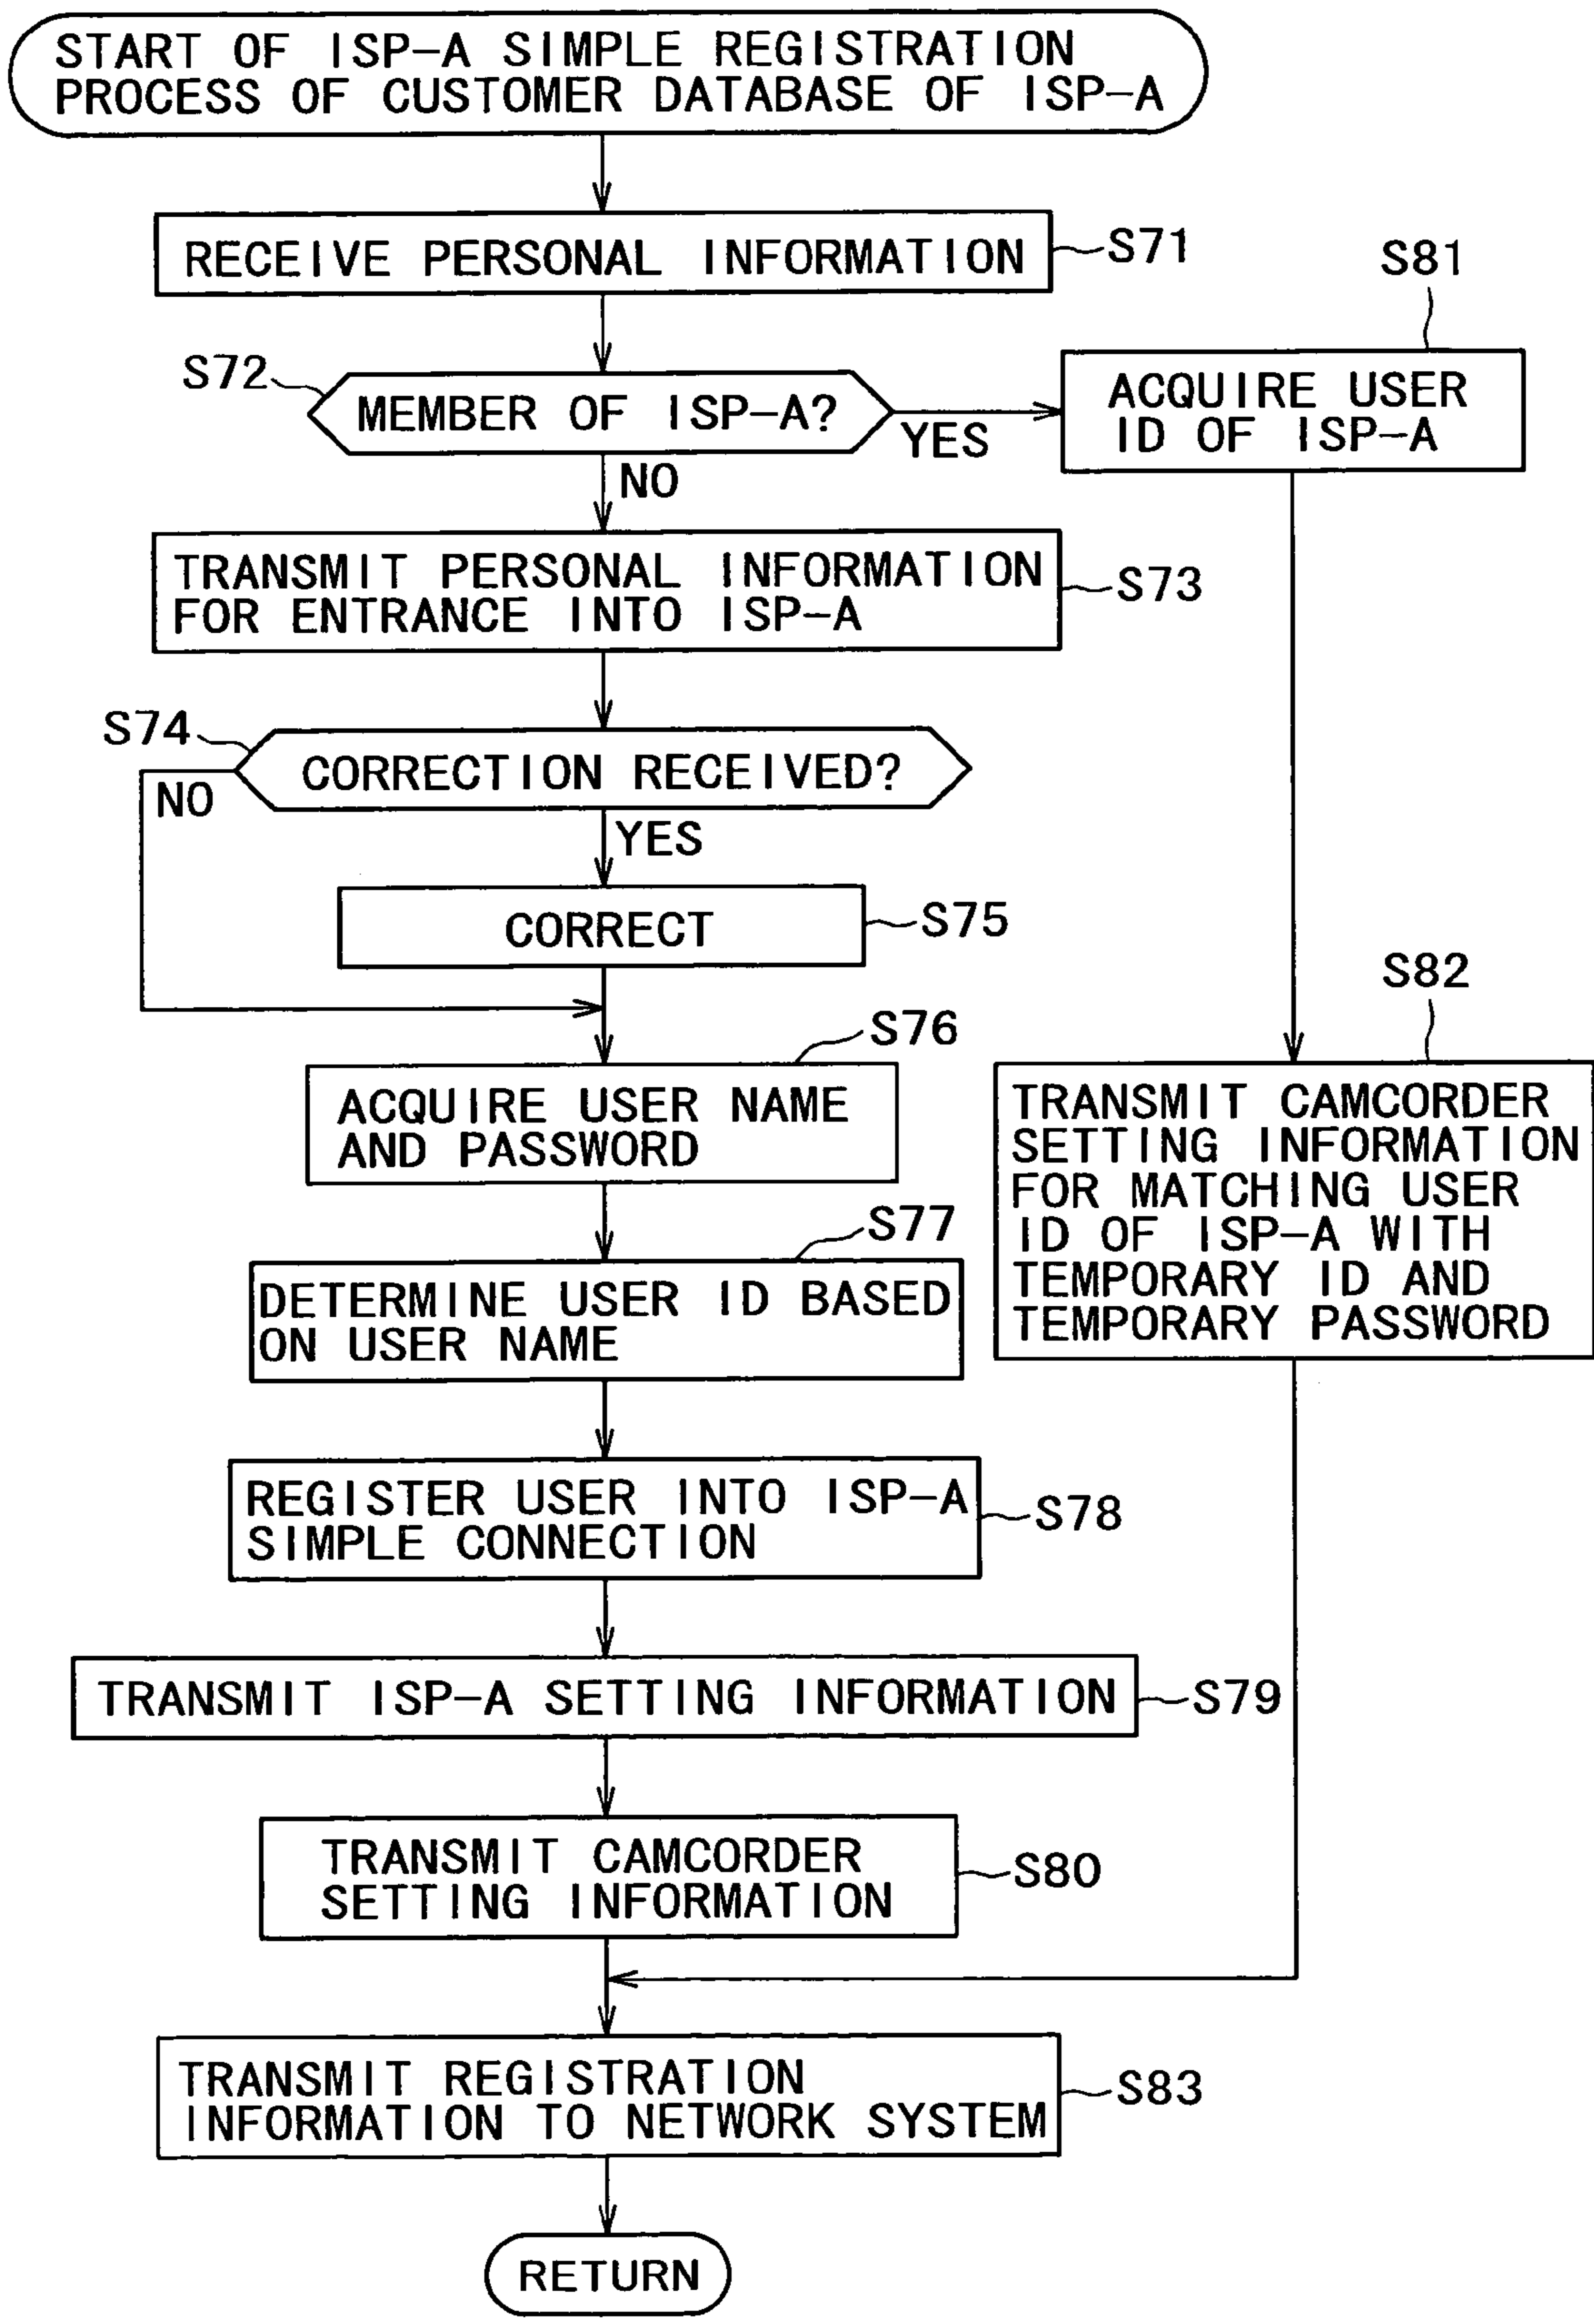 START OF ISP-A SIMPLE REGISTRATION
PROCESS OF CUSTOMER DATABASE OF ISP-A
RECEIVE PERSONAL INFORMATION
S71
S81
S72
MEMBER OF ISP-A?
YES
ACQUIRE USER
ID OF ISP-A
NO
TRANSMIT PERSONAL INFORMATION
FOR ENTRANCE INTO ISP-A
S73
S74
CORRECTION RECEIVED?
NO
YES
CORRECT
S75
S82
S76
ACQUIRE USER NAME
AND PASSWORD
TRANSMIT CAMCORDER
SETTING INFORMATION
FOR MATCHING USER
ID OF ISP-A WITH
TEMPORARY ID AND
TEMPORARY PASSWORD
S77
DETERMINE USER ID BASED
ON USER NAME
REGISTER USER INTO ISP-A
SIMPLE CONNECTION
S78
TRANSMIT ISP-A SETTING INFORMATION
S79
TRANSMIT CAMCORDER
SETTING INFORMATION
S80
TRANSMIT REGISTRATION
INFORMATION TO NETWORK SYSTEM
S83
RETURN